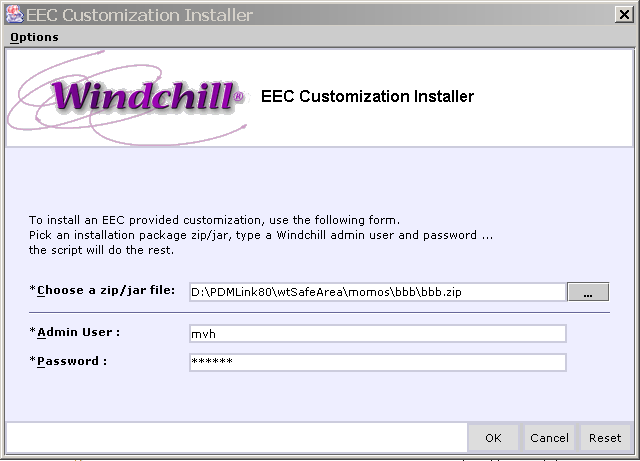 EEC Customization Installer
Options
Windchill®
EEC Customization Installer
To install an EEC provided customization, use the following form.
Pick an installation package zip/jar, type a Windchill admin user and password ...
the script will do the rest.
*Choose a zip/jar file: D:\PDMLink80\wtSafeArea\momos\bbb\bbb.zip ...
*Admin User : mvh
*Password : ******
OK Cancel Reset